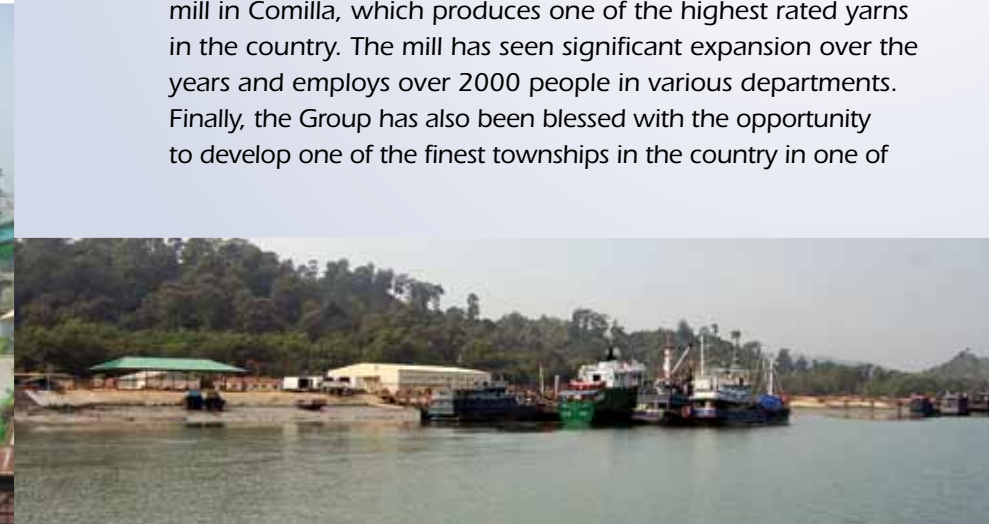 mill in Comilla, which produces one of the highest rated yarns
in the country. The mill has seen significant expansion over the
years and employs over 2000 people in various departments.
Finally, the Group has also been blessed with the opportunity
to develop one of the finest townships in the country in one of